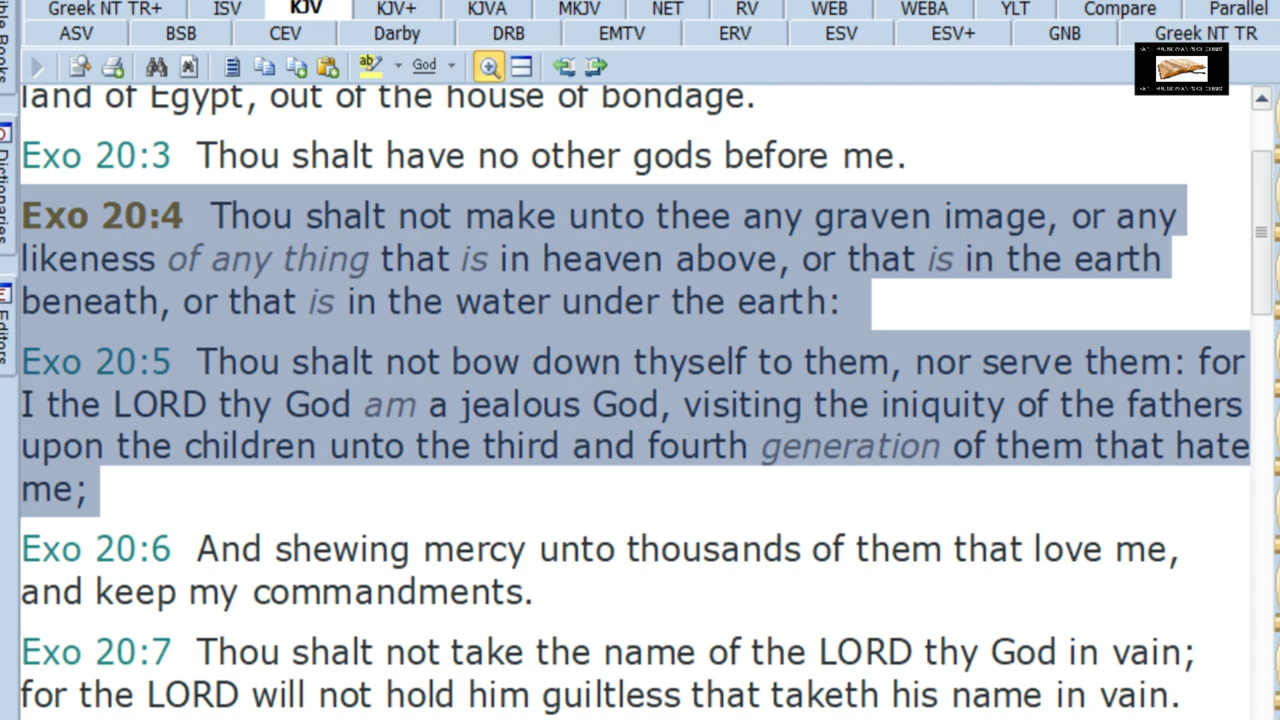 Greek NT TR+ ISV KJV KJV+ KJVA MKJV NET RV WEB WEBA YLT Compare Parallel
ASV BSB CEV Darby DRB EMTV ERV ESV ESV+ GNB Greek NT TR
Books
Dictionaries
Editors
ab God
land of Egypt, out of the house of bondage.
Exo 20:3 Thou shalt have no other gods before me.
Exo 20:4 Thou shalt not make unto thee any graven image, or any
likeness of any thing that is in heaven above, or that is in the earth
beneath, or that is in the water under the earth:
Exo 20:5 Thou shalt not bow down thyself to them, nor serve them: for
I the LORD thy God am a jealous God, visiting the iniquity of the fathers
upon the children unto the third and fourth generation of them that hate
me;
Exo 20:6 And shewing mercy unto thousands of them that love me,
and keep my commandments.
Exo 20:7 Thou shalt not take the name of the LORD thy God in vain;
for the LORD will not hold him guiltless that taketh his name in vain.